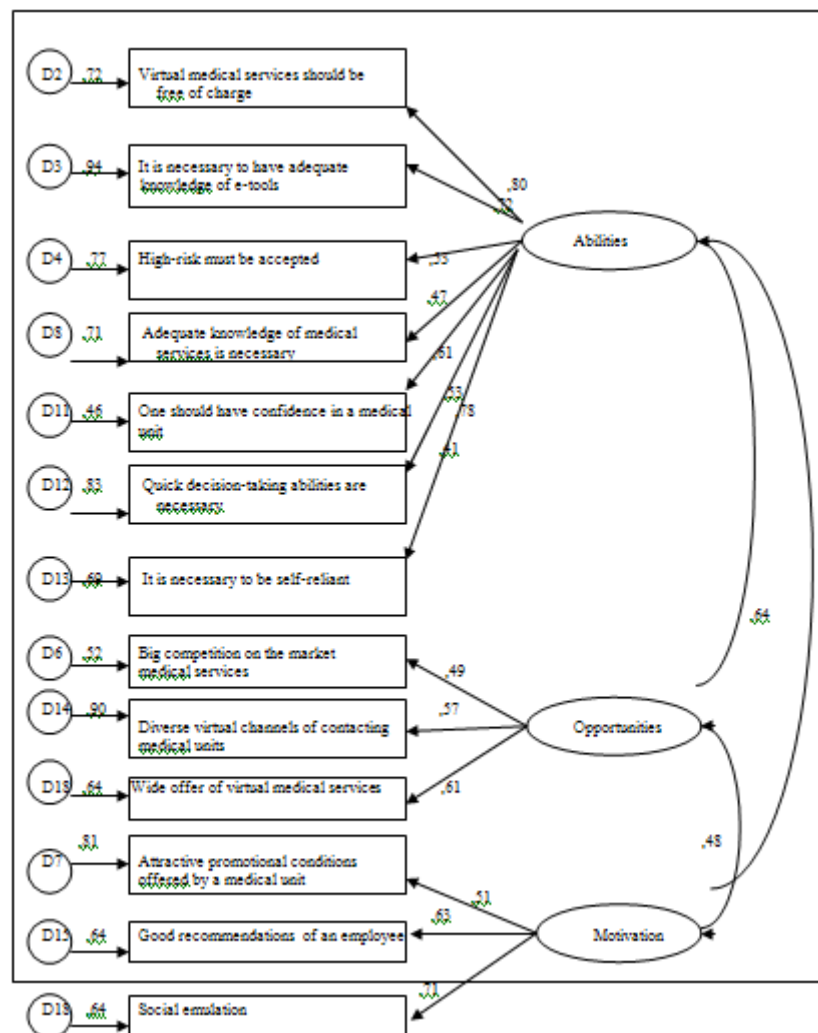 D2 ,72 Virtual medical services should be
free of charge
D3 ,94 It is necessary to have adequate
knowledge of e-tools
,80
,72
Abilities
D4 ,77 High-risk must be accepted
,55
,47
D8 ,71 Adequate knowledge of medical
services is necessary
,61
D11 ,46 One should have confidence in a medical
unit
,53
,78
,41
D12 ,83 Quick decision-taking abilities are
necessary.
D13 ,69 It is necessary to be self-reliant
,64
D6 ,52 Big competition on the market
medical services
,49
D14 ,90 Diverse virtual channels of contacting
medical units
,57
Opportunities
D18 ,64 Wide offer of virtual medical services
,61
D7 ,81 Attractive promotional conditions
offered by a medical unit
,48
,51
D15 ,64 Good recommendations of an employee
,63
Motivation
,71
D18 ,64 Social emulation